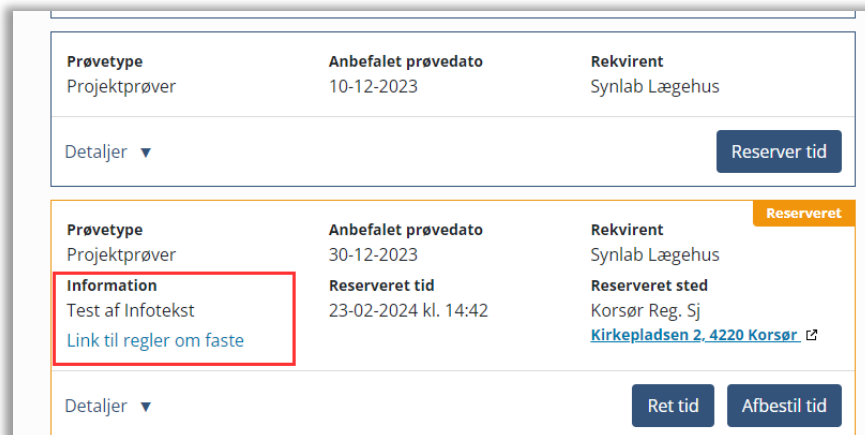 Prøvetype Anbefalet prøvedato Rekvirent
Projektprøver 10-12-2023 Synlab Lægehus
Detaljer ▼ Reserver tid
Reserveret
Prøvetype Anbefalet prøvedato Rekvirent
Projektprøver 30-12-2023 Synlab Lægehus
Information Reserveret tid Reserveret sted
Test af Infotekst 23-02-2024 kl. 14:42 Korsør Reg. Sj
Link til regler om faste Kirkepladsen 2, 4220 Korsør
Detaljer ▼ Ret tid Afbestil tid